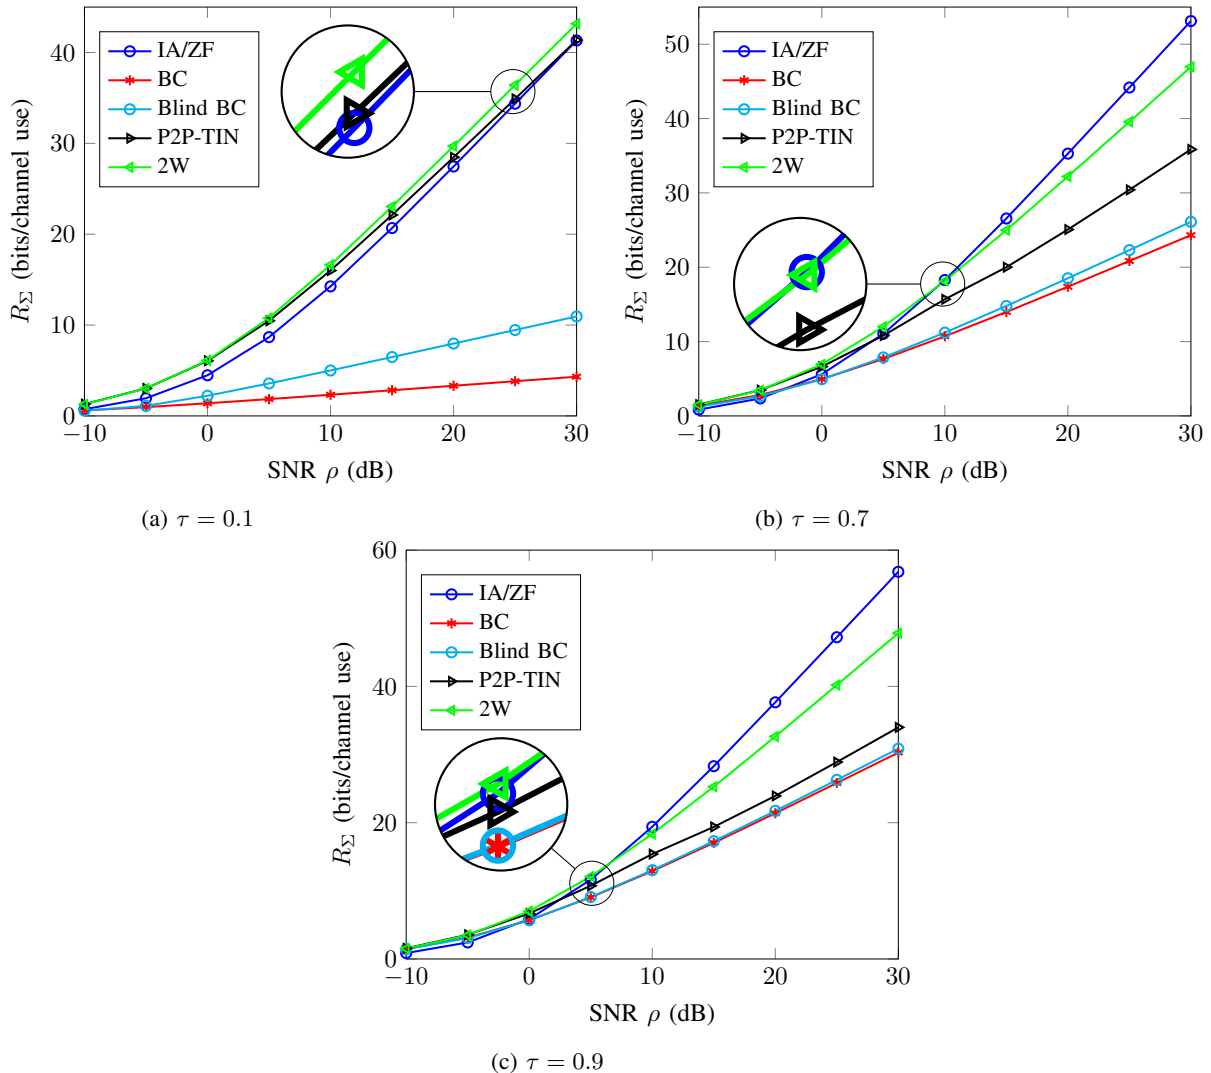 40
30
20
10
0
−10
0
10
20
30
R_Σ (bits/channel use)
SNR ρ (dB)
IA/ZF
BC
Blind BC
P2P-TIN
2W
(a) τ = 0.1
50
40
30
20
10
0
−10
0
10
20
30
R_Σ (bits/channel use)
SNR ρ (dB)
IA/ZF
BC
Blind BC
P2P-TIN
2W
(b) τ = 0.7
60
40
20
0
−10
0
10
20
30
R_Σ (bits/channel use)
SNR ρ (dB)
IA/ZF
BC
Blind BC
P2P-TIN
2W
(c) τ = 0.9